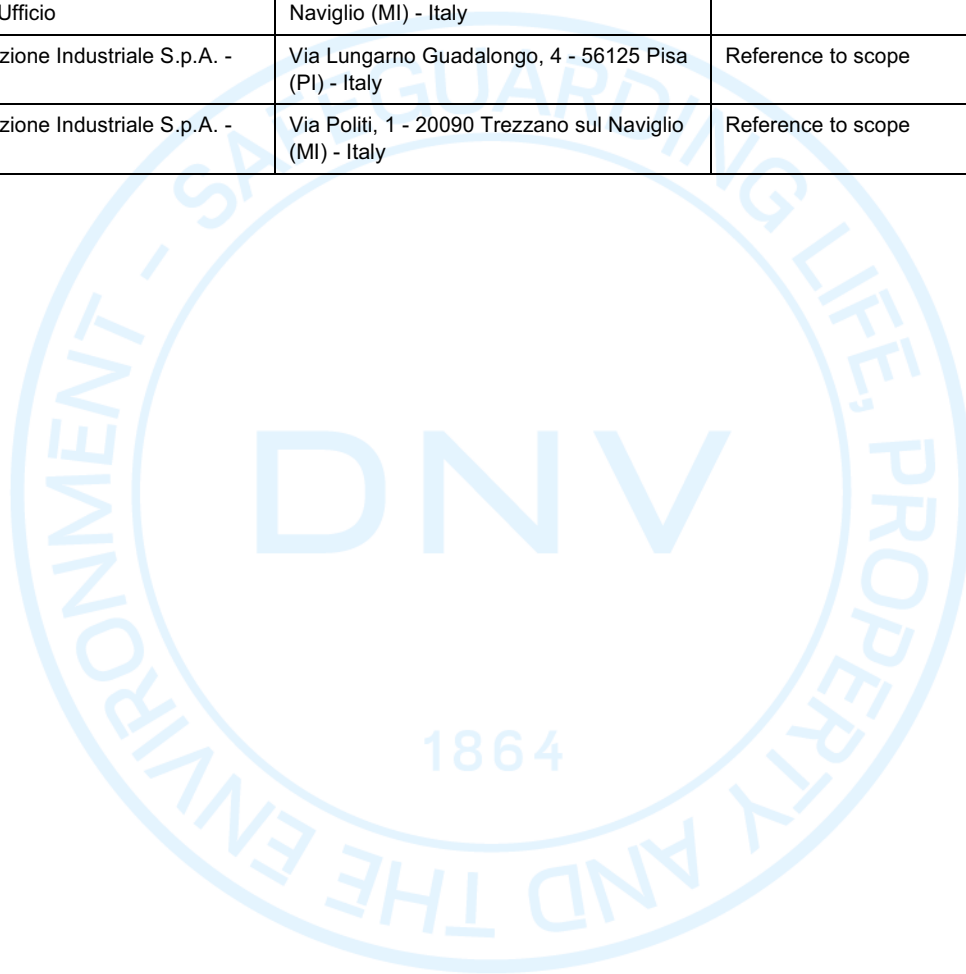 Ufficio
Naviglio (MI) - Italy
zione Industriale S.p.A. -
Via Lungarno Guadalongo, 4 - 56125 Pisa
(PI) - Italy
Reference to scope
zione Industriale S.p.A. -
Via Politi, 1 - 20090 Trezzano sul Naviglio
(MI) - Italy
Reference to scope
SAFEGUARDING LIFE, PROPERTY AND THE ENVIRONMENT -
DNV
1864